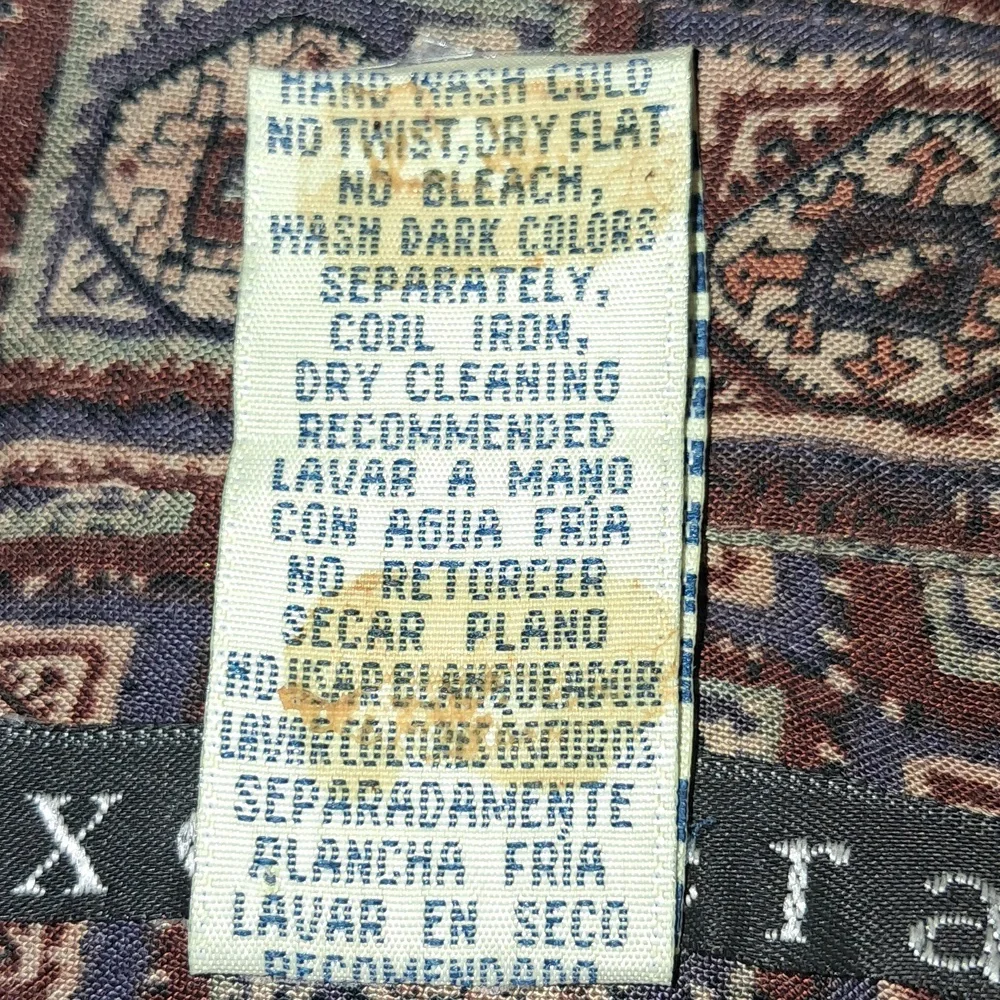 HAND WASH COLD
NO TWIST, DRY FLAT
NO BLEACH,
WASH DARK COLORS
SEPARATELY,
COOL IRON,
DRY CLEANING
RECOMMENDED
LAVAR A MANO
CON AGUA FRÍA
NO RETORCER
SECAR PLANO
NO USAR BLANQUEADOR
LAVAR COLORES OSCUROS
SEPARADAMENTE
PLANCHA FRÍA
LAVAR EN SECO
RECOMENDADO